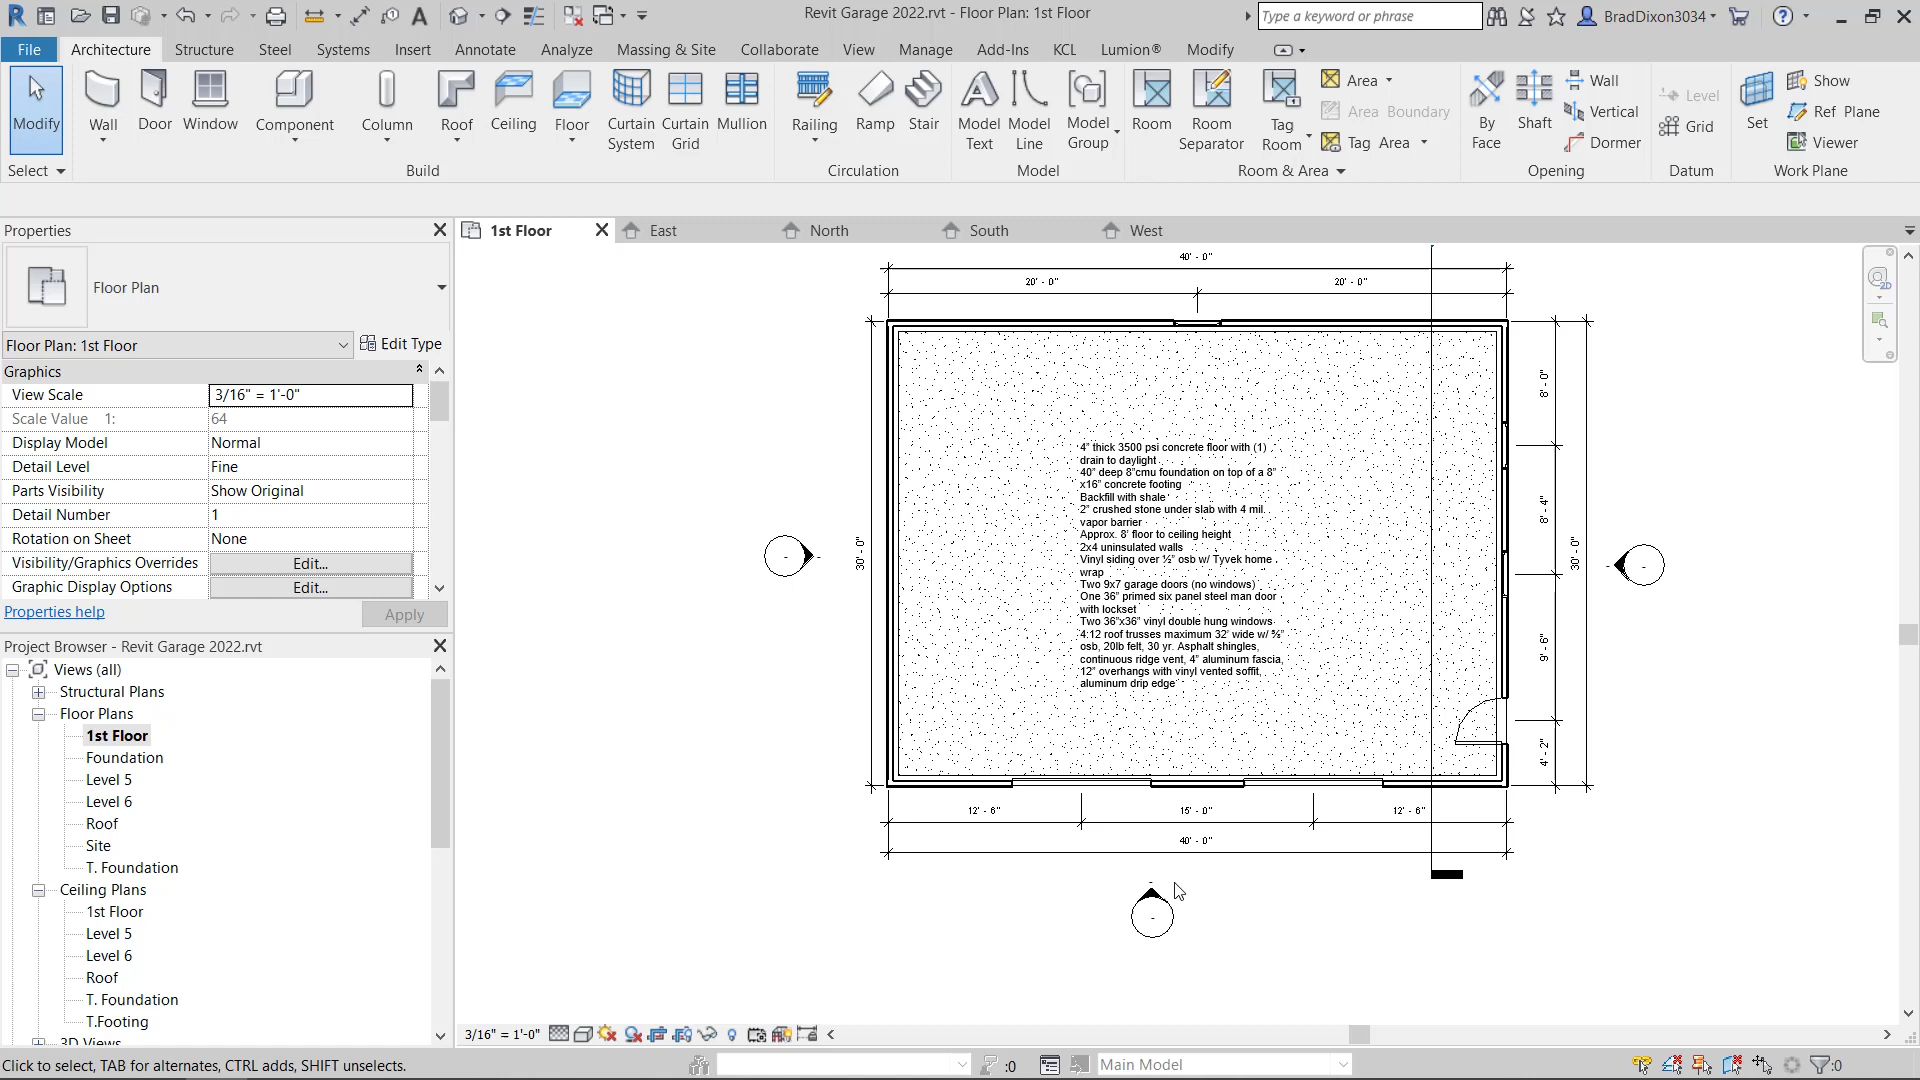 Revit Garage 2022.rvt - Floor Plan: 1st Floor
Type a keyword or phrase
BradDixon3034
File Architecture Structure Steel Systems Insert Annotate Analyze Massing & Site Collaborate View Manage Add-Ins KCL Lumion® Modify
Modify
Wall
Door
Window
Component
Column
Roof
Ceiling
Floor
Curtain
System
Curtain
Grid
Mullion
Railing
Ramp
Stair
Model
Text
Model
Line
Model
Group
Room
Room
Separator
Tag
Room
Area
Area Boundary
Tag Area
By
Face
Shaft
Wall
Vertical
Dormer
Level
Grid
Set
Show
Ref Plane
Viewer
Select
Build
Circulation
Model
Room & Area
Opening
Datum
Work Plane
Properties
Floor Plan
Floor Plan: 1st Floor
Edit Type
Graphics
View Scale 3/16" = 1'-0"
Scale Value 1: 64
Display Model Normal
Detail Level Fine
Parts Visibility Show Original
Detail Number 1
Rotation on Sheet None
Visibility/Graphics Overrides Edit...
Graphic Display Options Edit...
Properties help
Apply
Project Browser - Revit Garage 2022.rvt
Views (all)
Structural Plans
Floor Plans
1st Floor
Foundation
Level 5
Level 6
Roof
Site
T. Foundation
Ceiling Plans
1st Floor
Level 5
Level 6
Roof
T. Foundation
T.Footing
3D Views
1st Floor
East
North
South
West
2D
40' - 0"
20' - 0"
20' - 0"
4" thick 3500 psi concrete floor with (1)
drain to daylight
40" deep 8"cmu foundation on top of a 8"
x16" concrete footing
Backfill with shale
2" crushed stone under slab with 4 mil.
vapor barrier
Approx. 8' floor to ceiling height
2x4 uninsulated walls
Vinyl siding over ½" osb w/ Tyvek home
wrap
Two 9x7 garage doors (no windows)
One 36" primed six panel steel man door
with lockset
Two 36"x36" vinyl double hung windows
4:12 roof trusses maximum 32' wide w/ ⅝"
osb, 20lb felt, 30 yr. Asphalt shingles,
continuous ridge vent, 4" aluminum fascia,
12" overhangs with vinyl vented soffit,
aluminum drip edge
30' - 0"
8' - 0"
8' - 4"
9' - 6"
4' - 2"
30' - 0"
12' - 6"
15' - 0"
12' - 6"
40' - 0"
3/16" = 1'-0"
Click to select, TAB for alternates, CTRL adds, SHIFT unselects.
:0
Main Model
:0